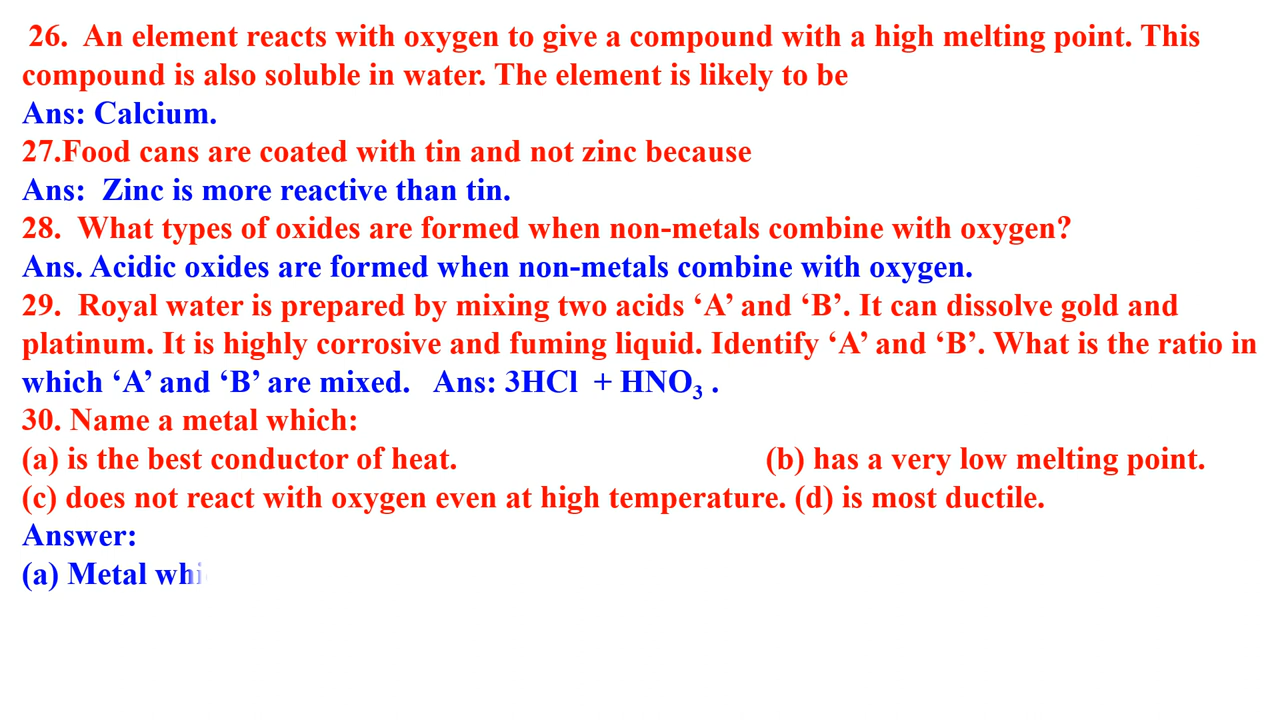 26. An element reacts with oxygen to give a compound with a high melting point. This
compound is also soluble in water. The element is likely to be
Ans: Calcium.
27.Food cans are coated with tin and not zinc because
Ans: Zinc is more reactive than tin.
28. What types of oxides are formed when non-metals combine with oxygen?
Ans. Acidic oxides are formed when non-metals combine with oxygen.
29. Royal water is prepared by mixing two acids ‘A’ and ‘B’. It can dissolve gold and
platinum. It is highly corrosive and fuming liquid. Identify ‘A’ and ‘B’. What is the ratio in
which ‘A’ and ‘B’ are mixed. Ans: 3HCl + HNO₃ .
30. Name a metal which:
(a) is the best conductor of heat. (b) has a very low melting point.
(c) does not react with oxygen even at high temperature. (d) is most ductile.
Answer:
(a) Metal